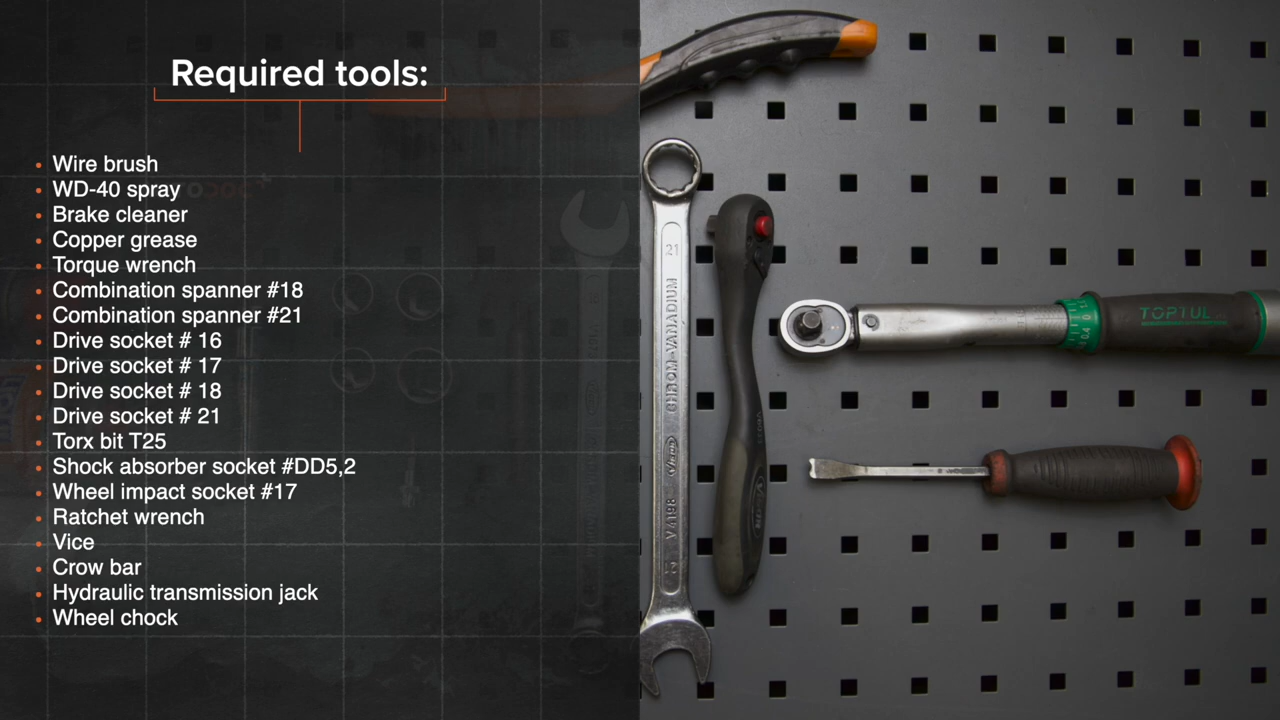 Required tools:
Wire brush
WD-40 spray
Brake cleaner
Copper grease
Torque wrench
Combination spanner #18
Combination spanner #21
Drive socket # 16
Drive socket # 17
Drive socket # 18
Drive socket # 21
Torx bit T25
Shock absorber socket #DD5,2
Wheel impact socket #17
Ratchet wrench
Vice
Crow bar
Hydraulic transmission jack
Wheel chock
21
CHROM-VANADIUM
V4198
TOPTUL